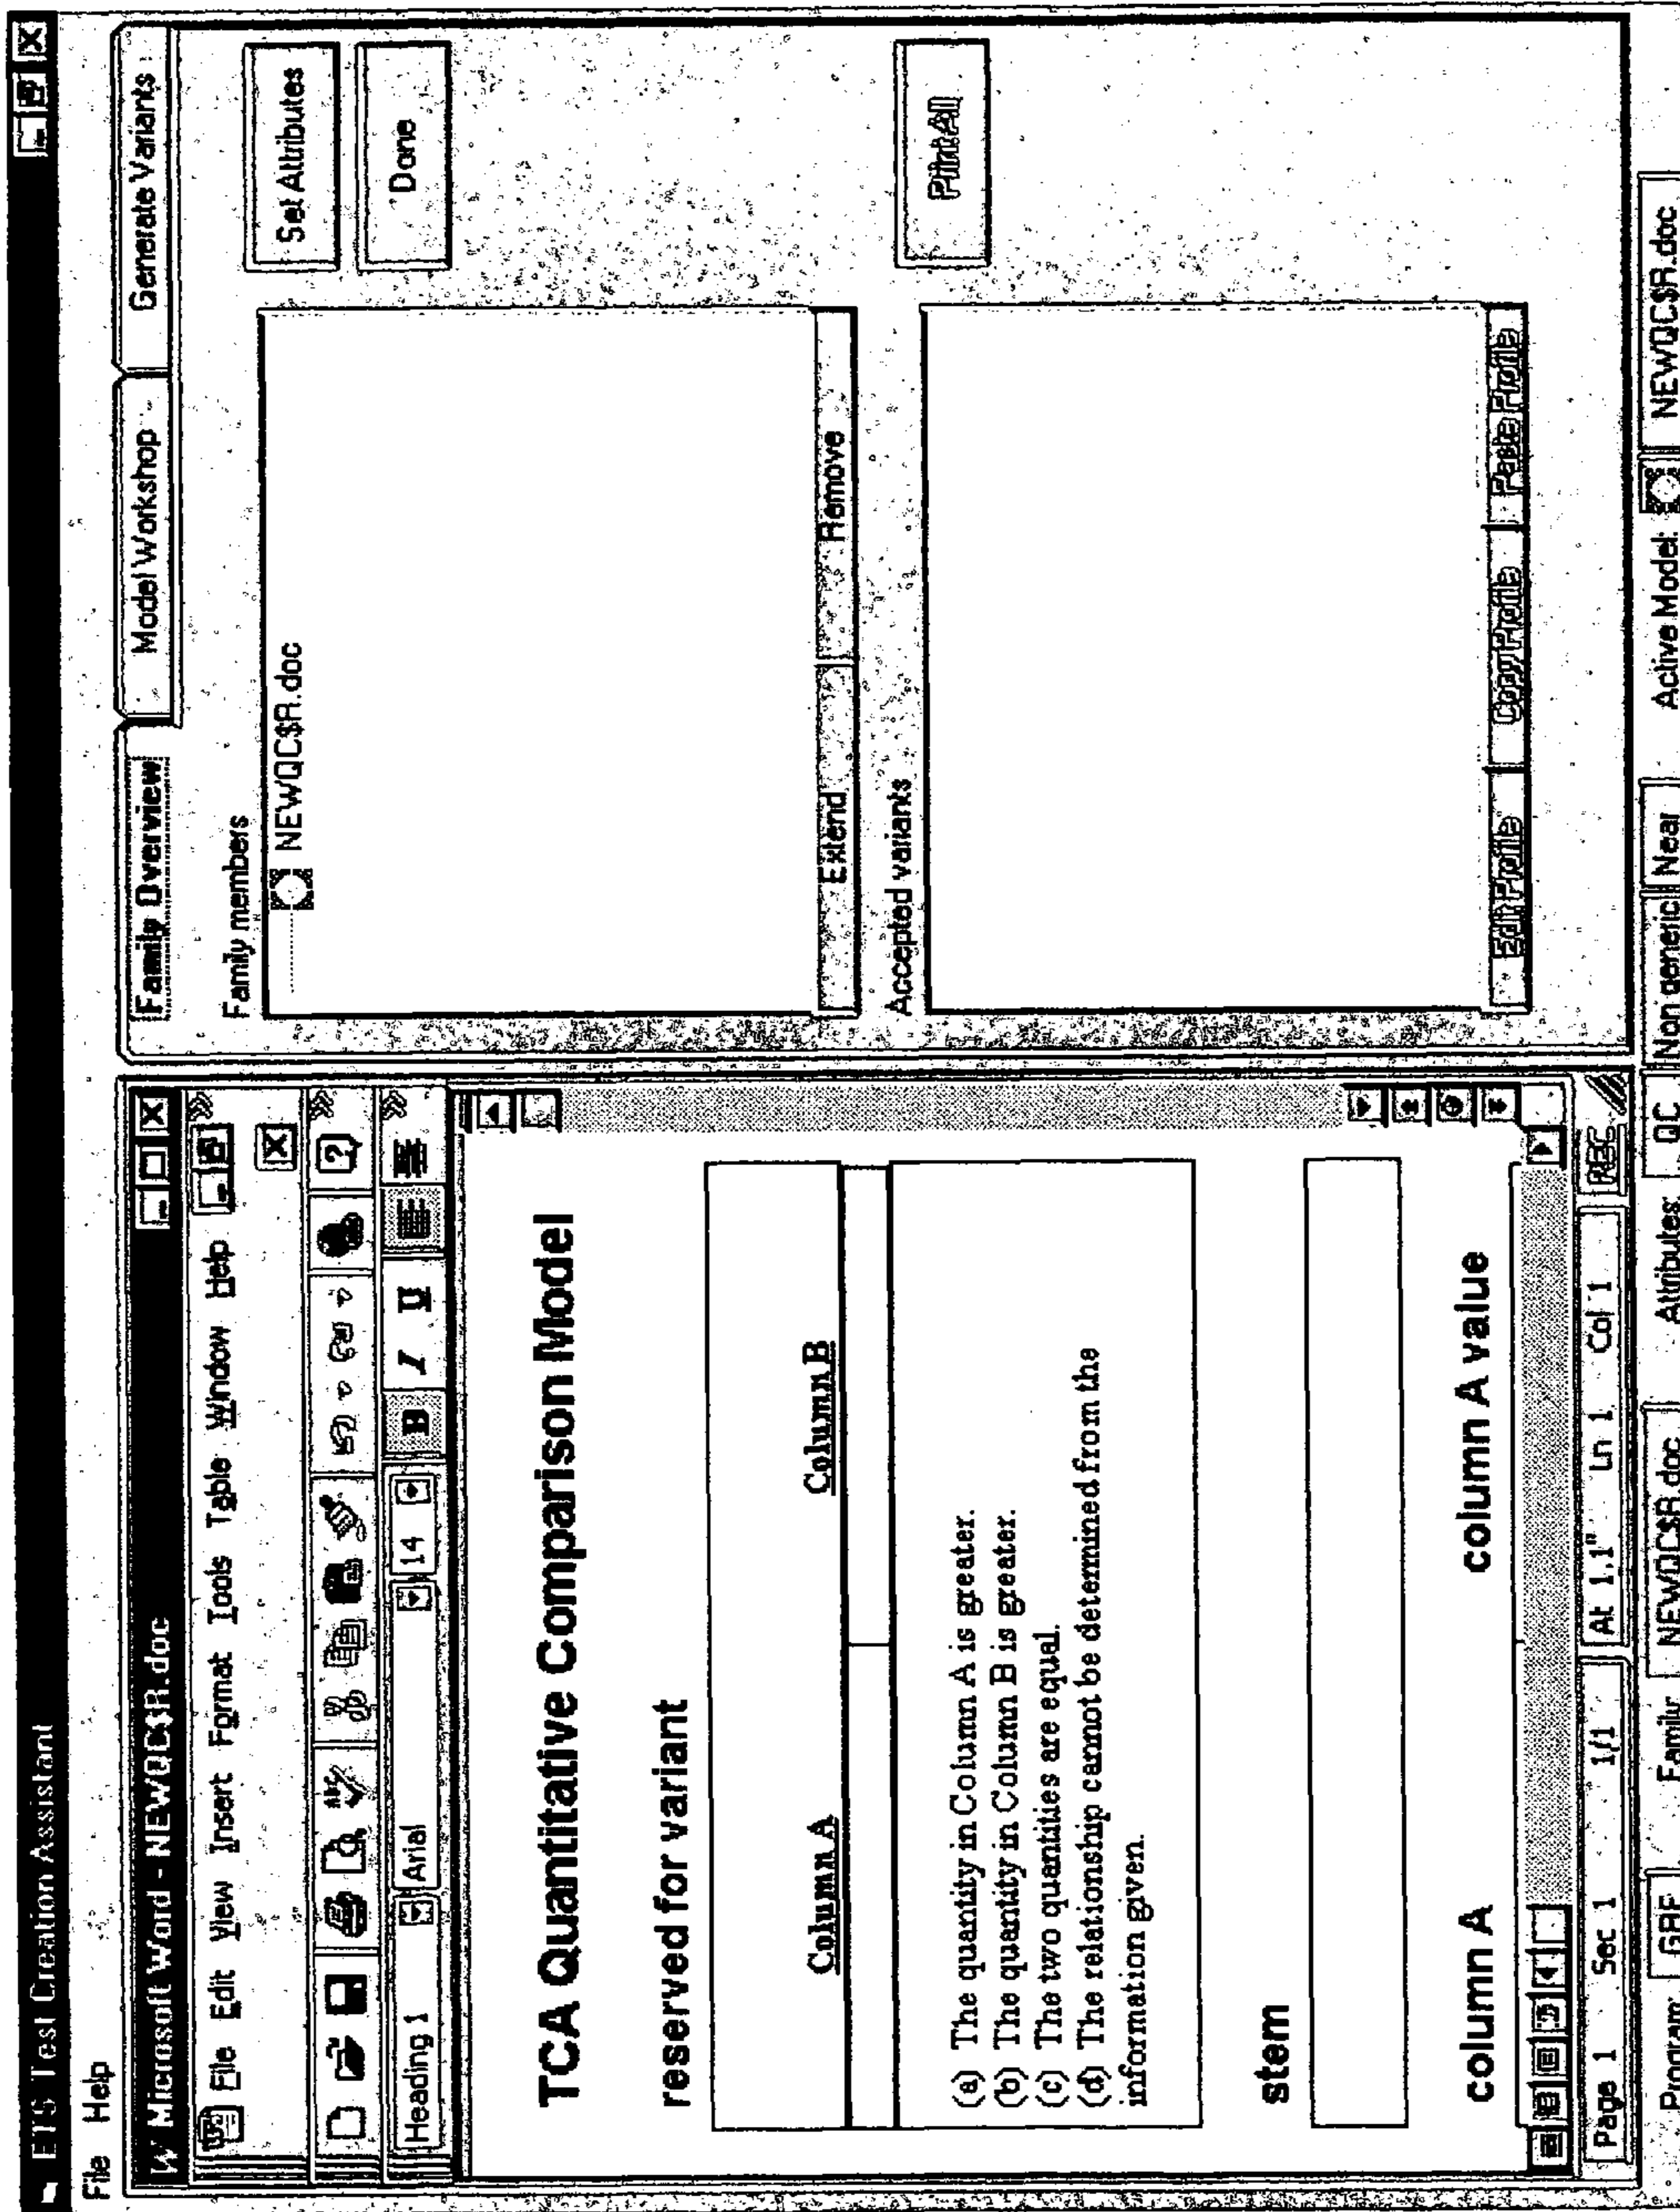 ETS Test Creation Assistant
File Help
Microsoft Word - NEWQC$R.doc
File Edit View Insert Format Tools Table Window Help
Heading 1 Arial 14 B I U
TCA Quantitative Comparison Model
reserved for variant
Column A Column B
(a) The quantity in Column A is greater.
(b) The quantity in Column B is greater.
(c) The two quantities are equal.
(d) The relationship cannot be determined from the
information given.
stem
column A column A value
Page 1 Sec 1 1/1 At 1.1" Ln 1 Col 1 REC
Family Overview Model Workshop Generate Variants
Family members
NEWQC$R.doc
Set Attributes
Done
Extend Remove
Accepted variants
Print All
Edit Profile Copy Profile Paste Profile
Program: GRE Family: NEWQC$R.doc Attributes: QC Non generic Near Active Model: NEWQC$R.doc